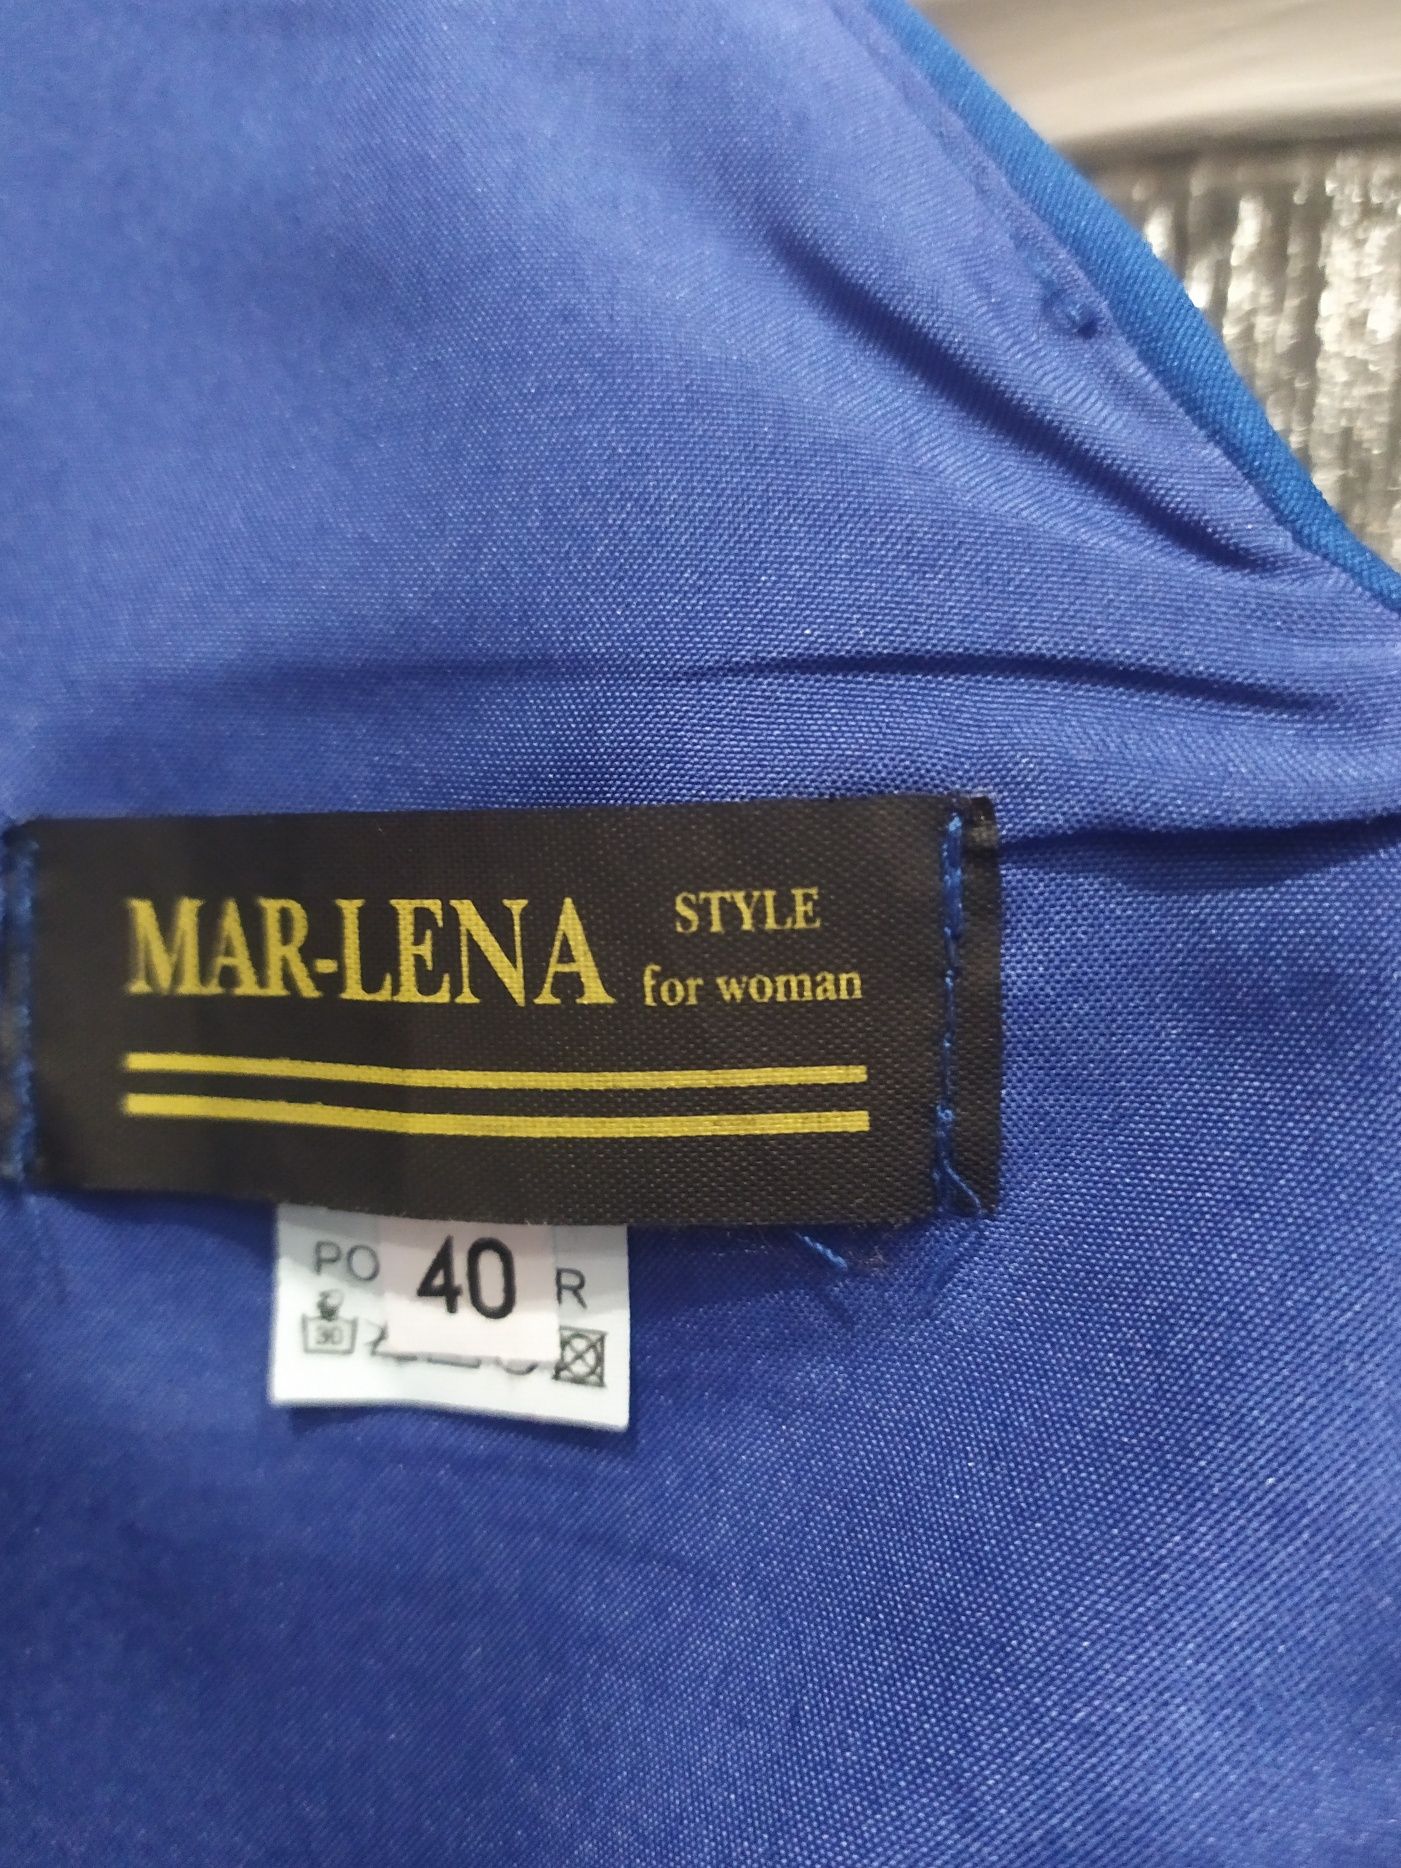 MAR-LENA STYLE
for woman
PO 40 R
30